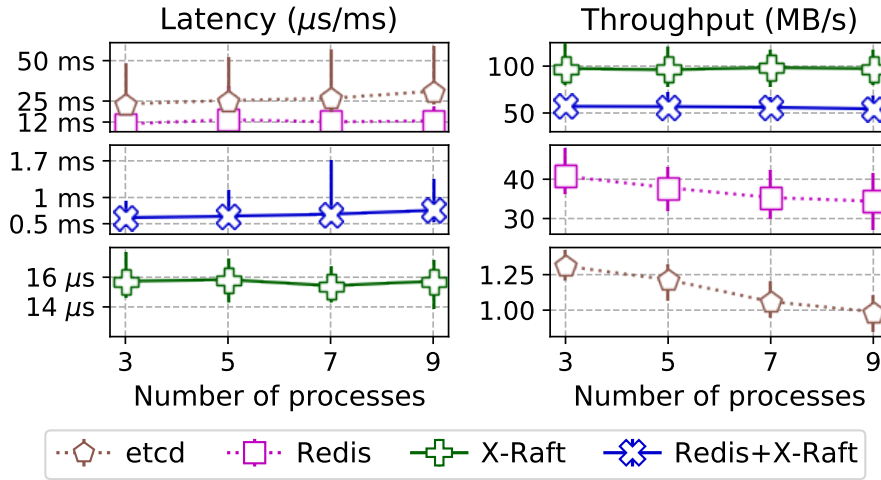 Latency (μs/ms)
50 ms
25 ms
12 ms
1.7 ms
1 ms
0.5 ms
16 μs
14 μs
3 5 7 9
Number of processes
Throughput (MB/s)
100
50
40
30
1.25
1.00
3 5 7 9
Number of processes
etcd Redis X-Raft Redis+X-Raft